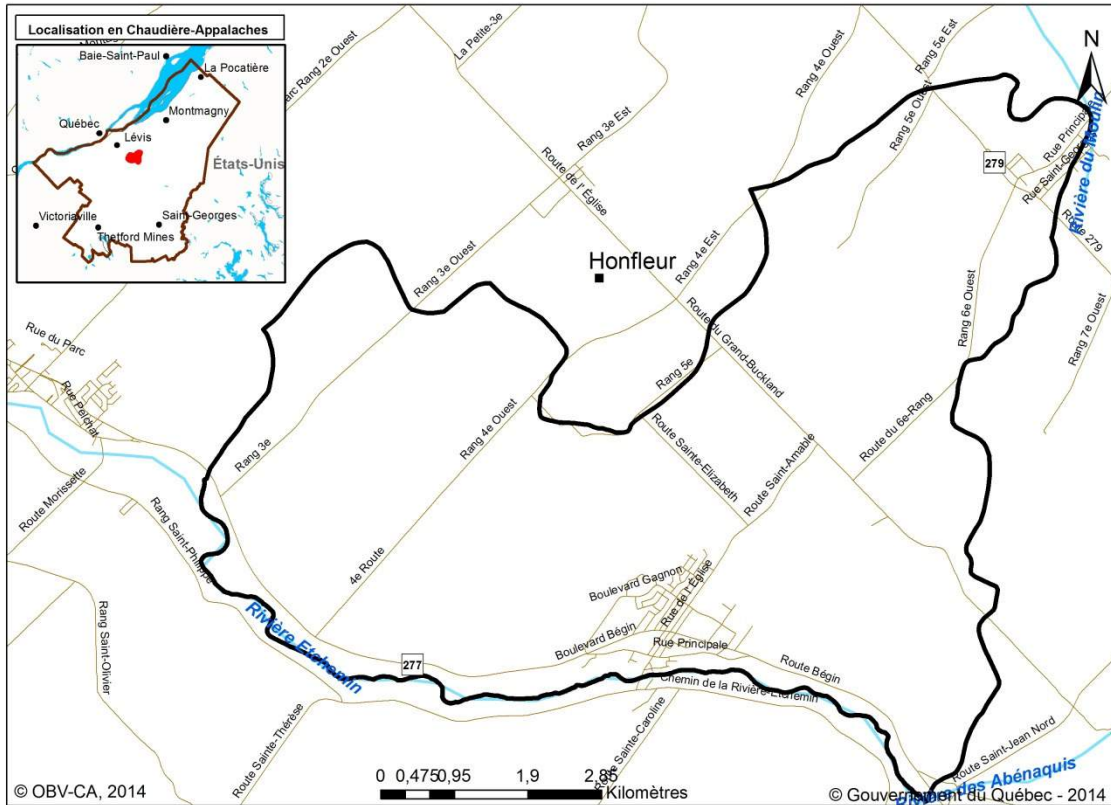 Localisation en Chaudière-Appalaches
Baie-Saint-Paul
La Pocatière
Montmagny
Québec
Lévis
États-Unis
Victoriaville
Saint-Georges
Thetford Mines
La Petite-3e
Rang 2e Ouest
Rang 3e Est
Route de l' Église
Rang 4e Ouest
Rang 5e Est
Rang 5e Ouest
N
279
Rue Principale
Rue Saint-Georges
Rivière du Moulin
Route 279
Rang 3e Ouest
Honfleur
Rang 4e Est
Route du Grand-Buckland
Rang 6e Ouest
Rang 7e Ouest
Rue du Parc
Rue Pelchat
Rang 5e
Rang 3e
Rang 4e Ouest
Route Sainte-Elizabeth
Route Saint-Amable
Route du 6e-Rang
Route Morissette
Rang Saint-Philippe
4e Route
Boulevard Gagnon
Rue de l' Église
Boulevard Bégin
Rue Principale
Route Bégin
Rang Saint-Olivier
Rivière Etchemin
277
Chemin de la Rivière-Etchemin
Route Sainte-Thérèse
Route Sainte-Caroline
Route Saint-Jean Nord
Rivière des Abénaquis
0 0,475 0,95 1,9 2,85
Kilomètres
© OBV-CA, 2014
© Gouvernement du Québec - 2014